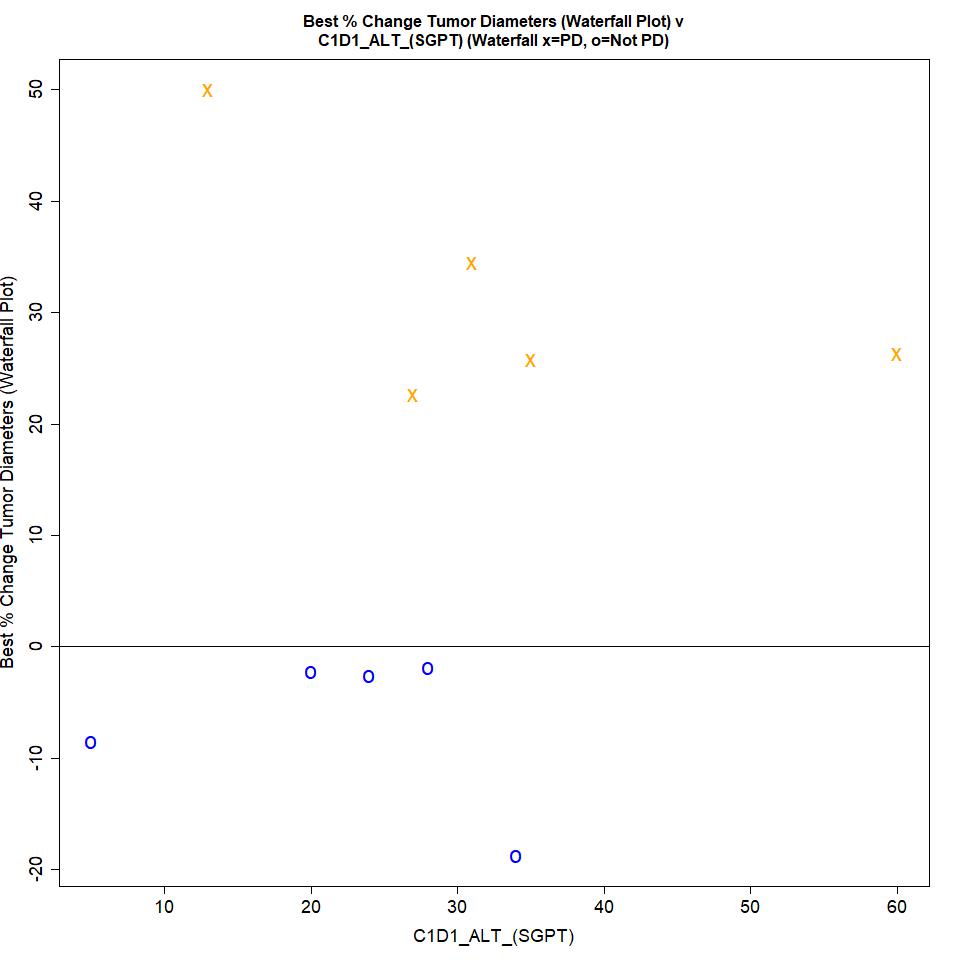 Best % Change Tumor Diameters (Waterfall Plot) v
C1D1_ALT_(SGPT) (Waterfall x=PD, o=Not PD)
Best % Change Tumor Diameters (Waterfall Plot)
50
40
30
20
10
0
-10
-20
X
X
X
X
X
O
O
O
O
O
10 20 30 40 50 60
C1D1_ALT_(SGPT)